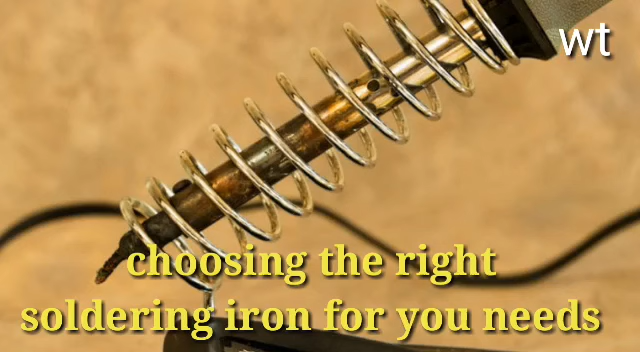 wt
choosing the right
soldering iron for you needs